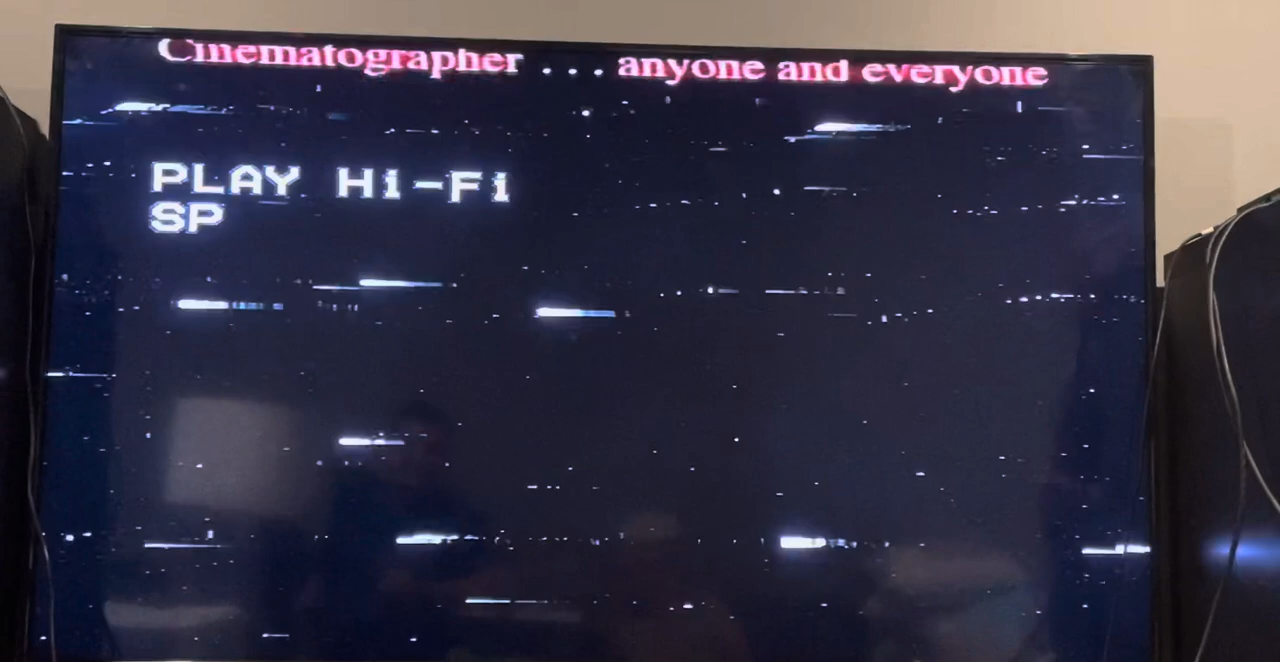 Cinematographer . . . anyone and everyone
PLAY Hi-Fi
SP